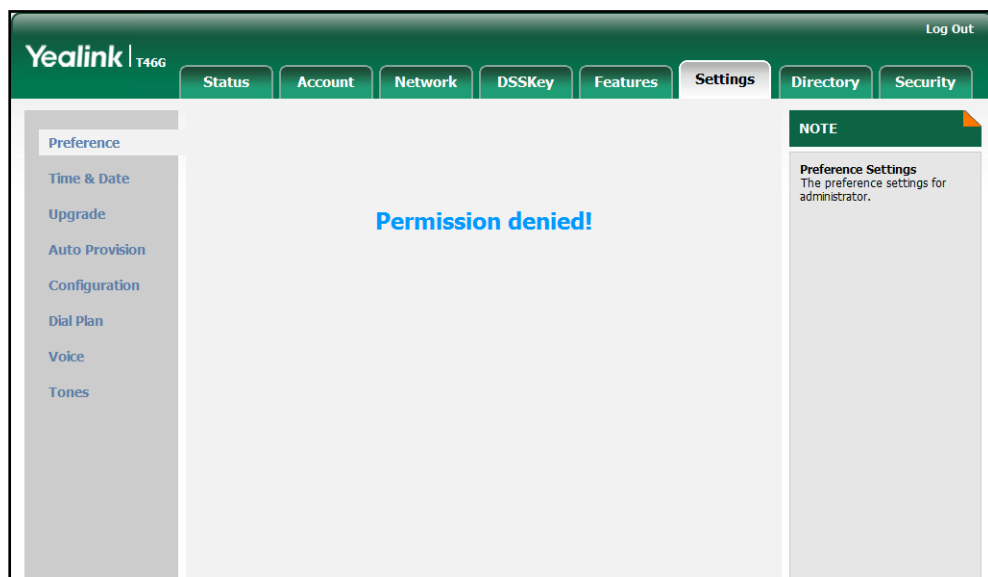 Log Out
Yealink | T46G
Status Account Network DSSKey Features Settings Directory Security
Preference
Time & Date
Upgrade
Auto Provision
Configuration
Dial Plan
Voice
Tones
Permission denied!
NOTE
Preference Settings
The preference settings for
administrator.